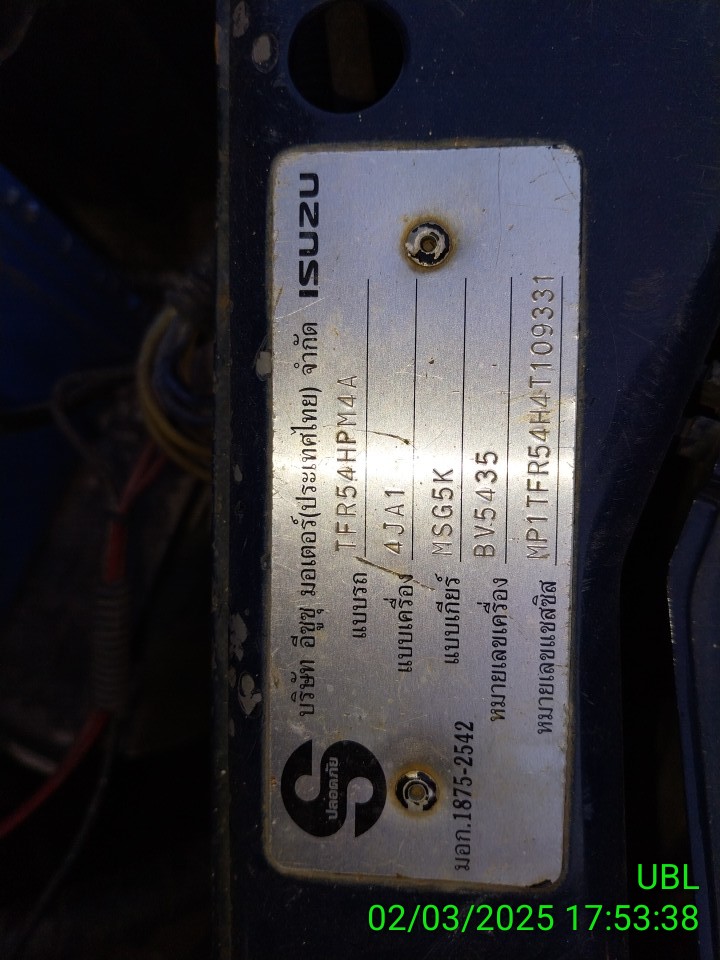 บริษัท อีซูซุ มอเตอร์(ประเทศไทย) จำกัด ISUZU
แบบรถ TFR54HPM4A
แบบเครื่อง 4JA1
แบบเกียร์ MSG5K
หมายเลขเครื่อง BV5435
หมายเลขแชสซิส MP1TFR54H4T109331
ปลอดภัย
มอก.1875-2542
UBL
02/03/2025 17:53:38